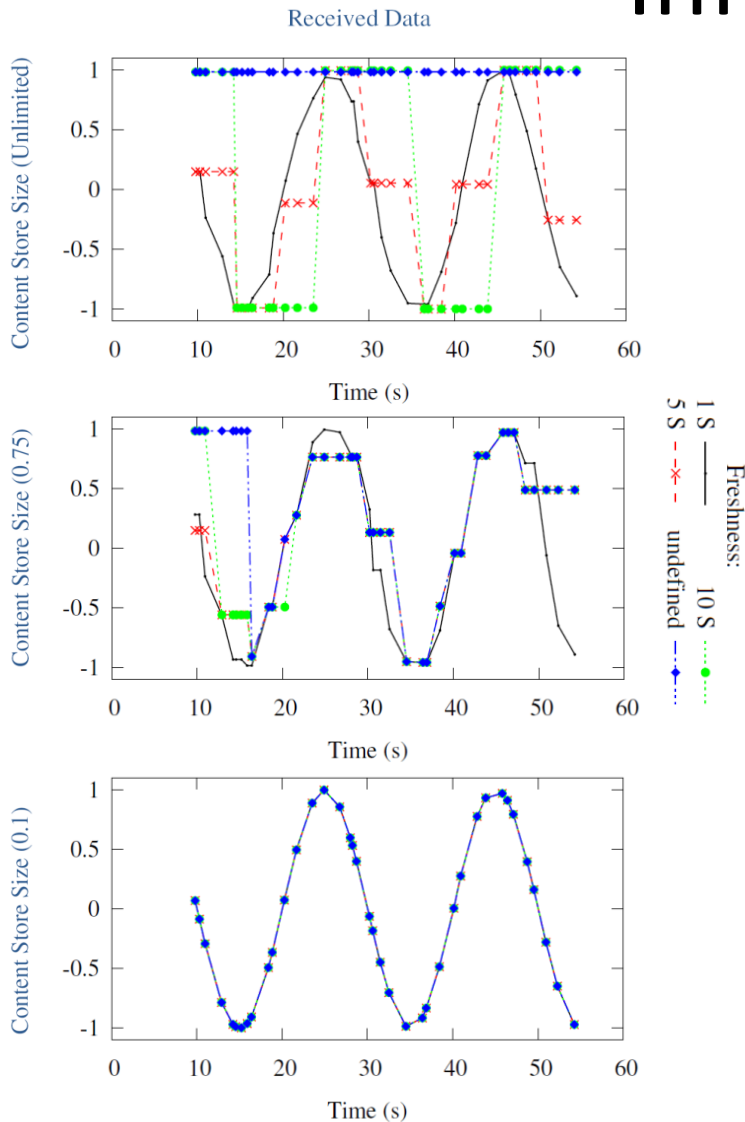 Received Data
Content Store Size (Unlimited)
1
0.5
0
-0.5
-1
0 10 20 30 40 50 60
Time (s)
Content Store Size (0.75)
1
0.5
0
-0.5
-1
0 10 20 30 40 50 60
Time (s)
Freshness:
1 S 10 S
5 S undefined
Content Store Size (0.1)
1
0.5
0
-0.5
-1
0 10 20 30 40 50 60
Time (s)